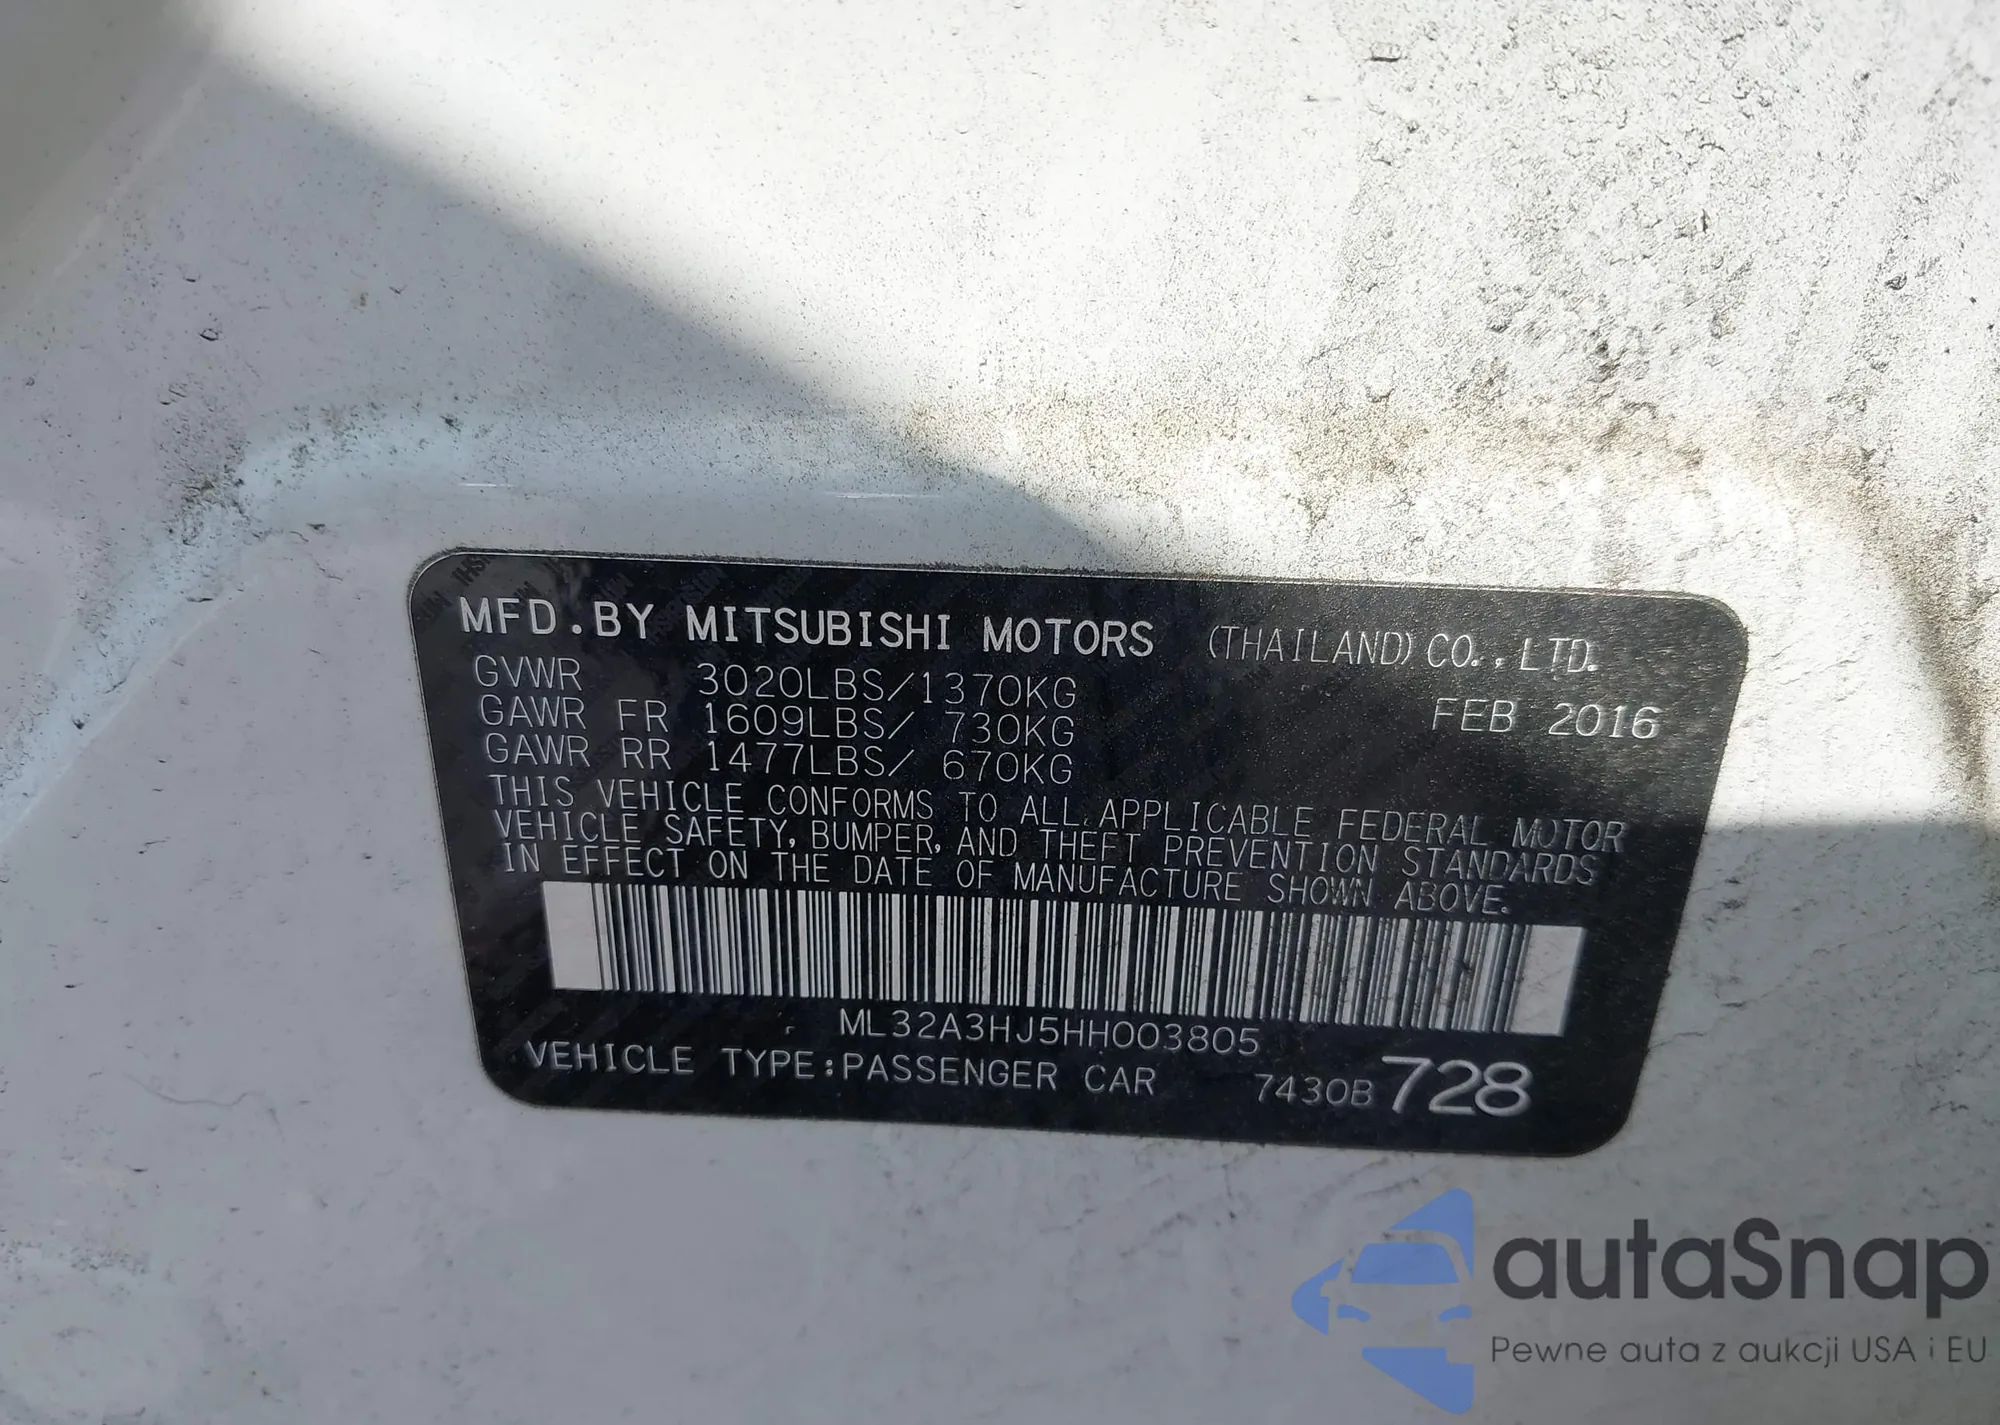 MFD.BY MITSUBISHI MOTORS (THAILAND) CO., LTD.
GVWR 3020LBS/1370KG FEB 2016
GAWR FR 1609LBS/ 730KG
GAWR RR 1477LBS/ 670KG
THIS VEHICLE CONFORMS TO ALL APPLICABLE FEDERAL MOTOR
VEHICLE SAFETY, BUMPER, AND THEFT PREVENTION STANDARDS
IN EFFECT ON THE DATE OF MANUFACTURE SHOWN ABOVE.
ML32A3HJ5HH003805
VEHICLE TYPE:PASSENGER CAR 7430B 728
autaSnap
Pewne auta z aukcji USA i EU